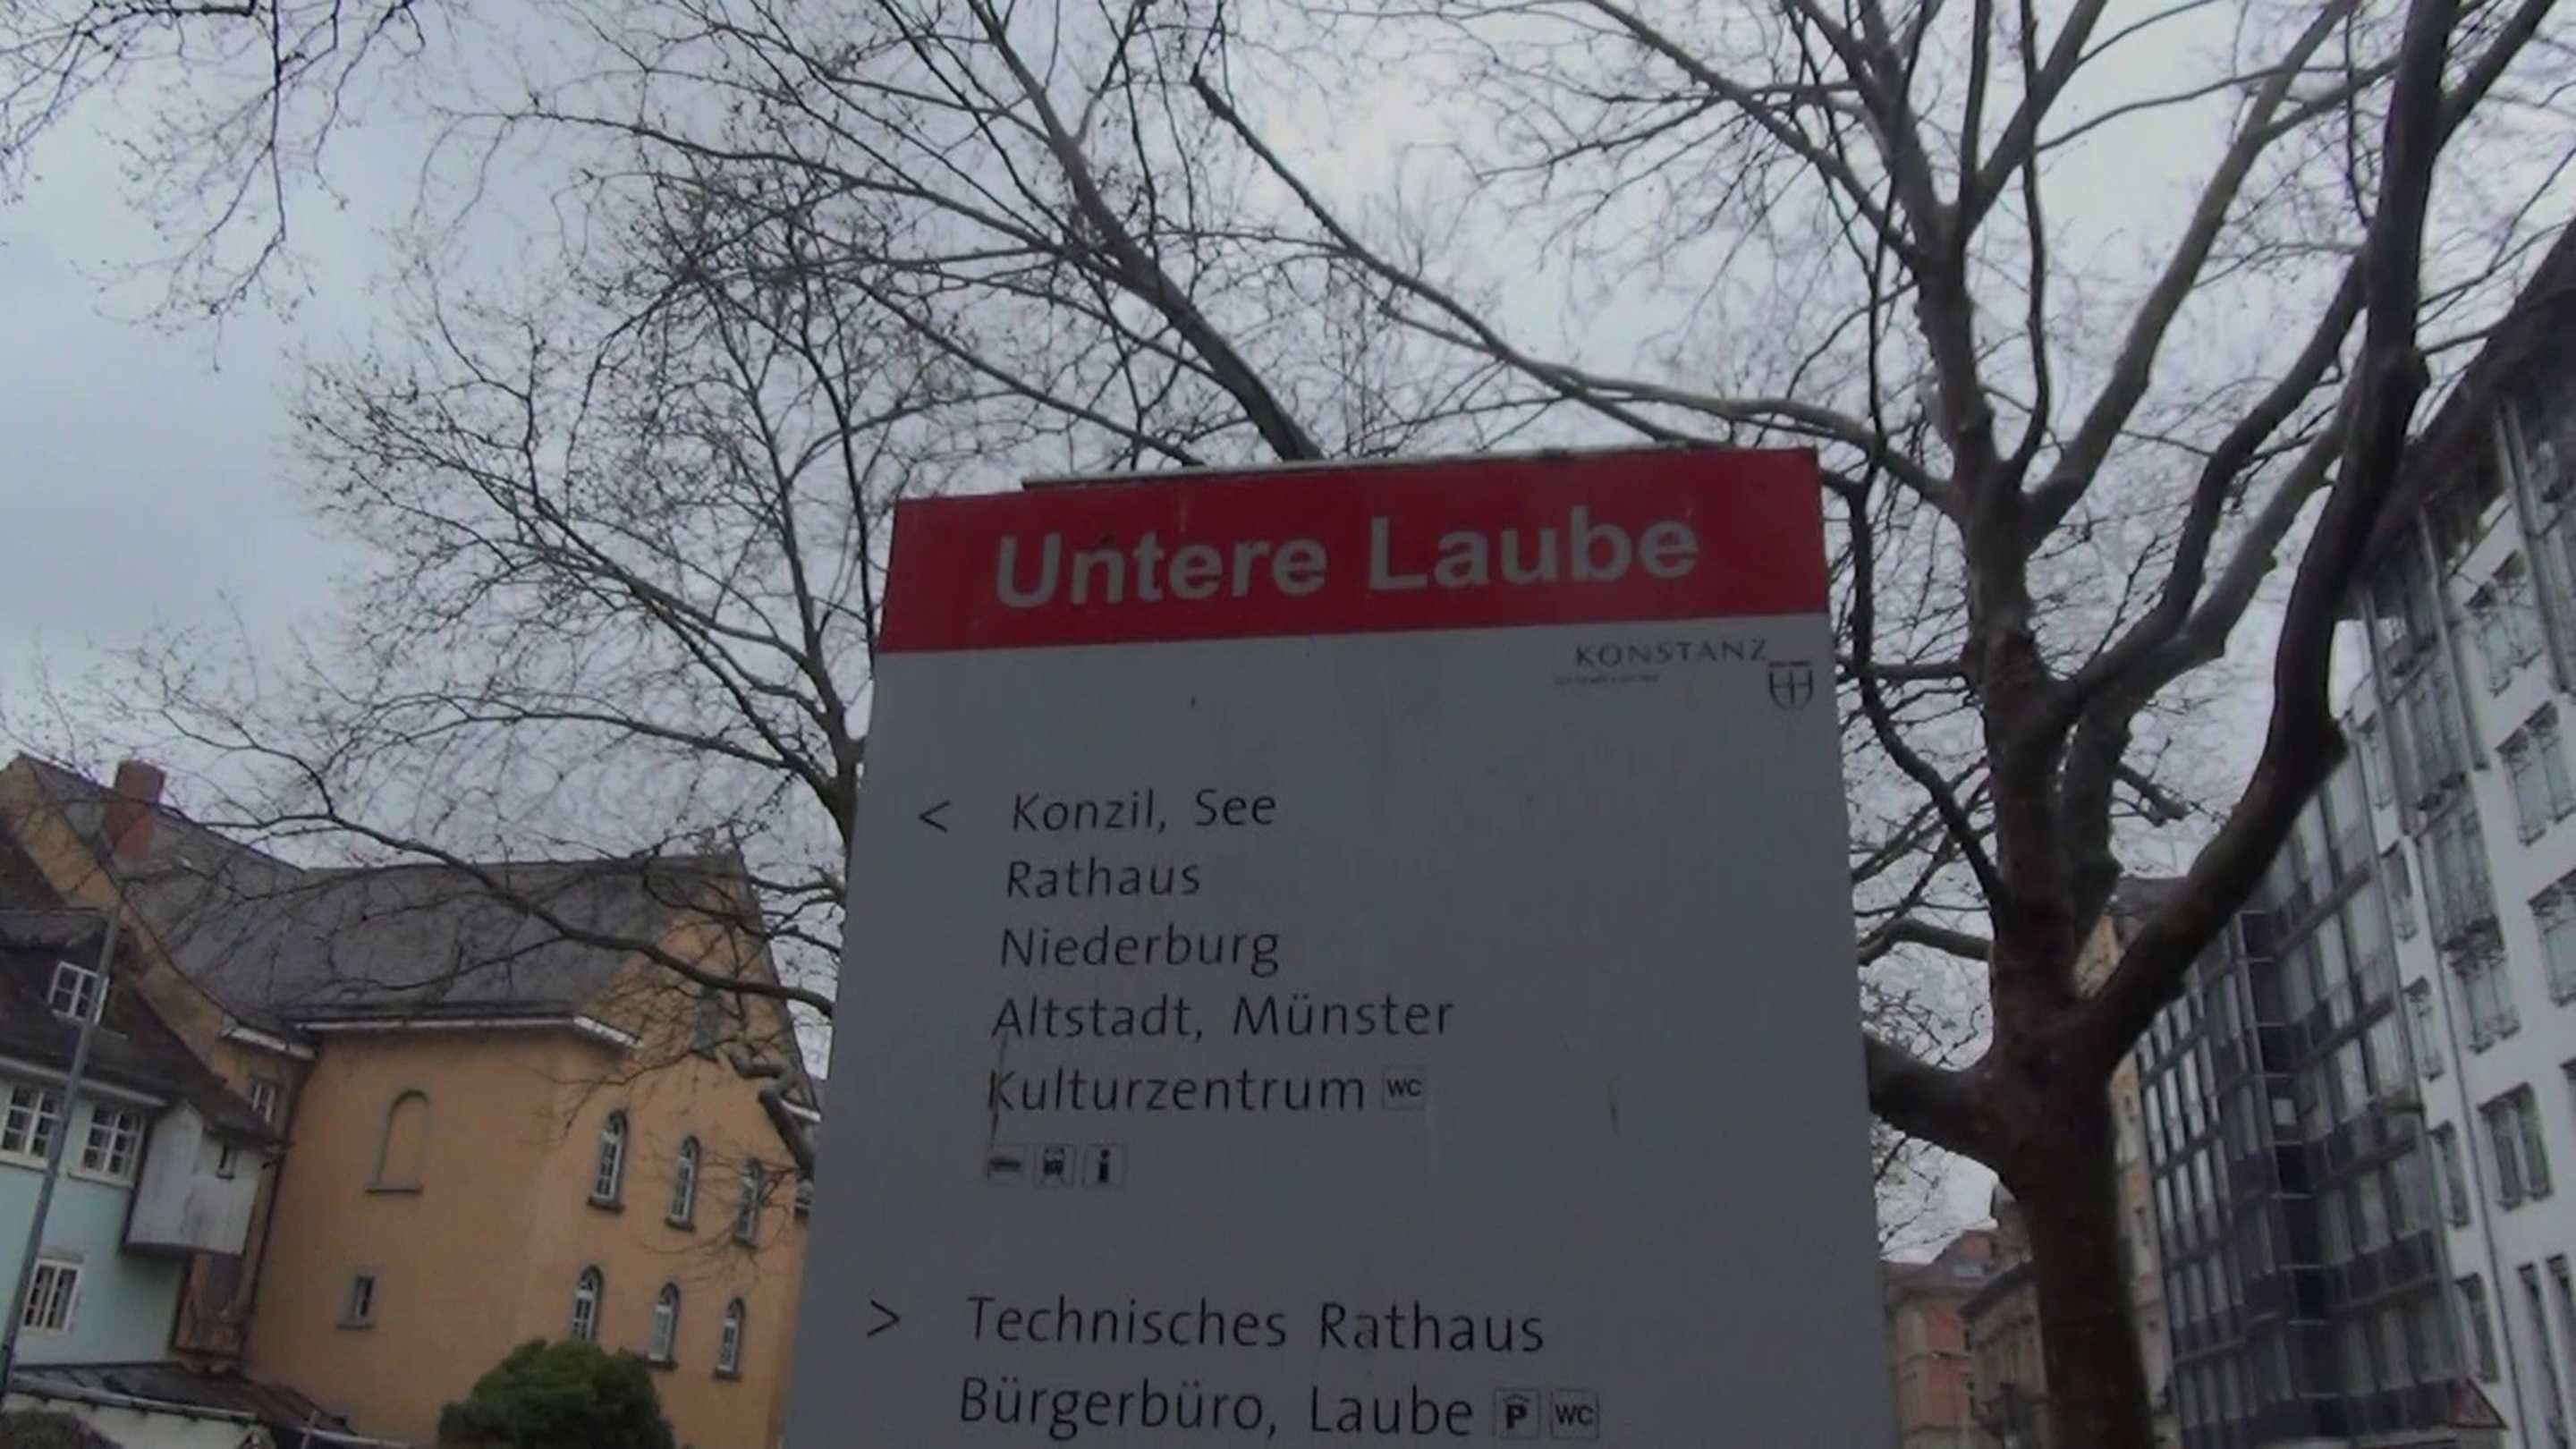 Untere Laube
KONSTANZ
< Konzil, See
Rathaus
Niederburg
Altstadt, Münster
Kulturzentrum WC
i
> Technisches Rathaus
Bürgerbüro, Laube P WC